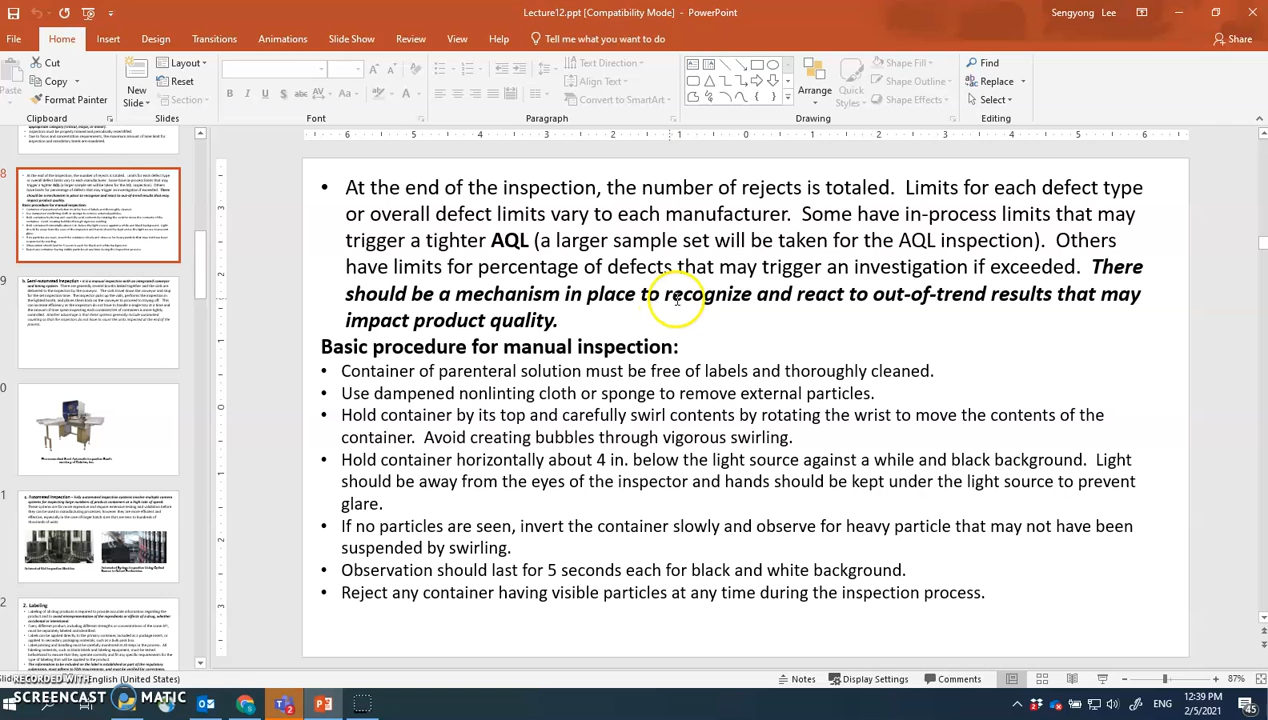 Lecture12.ppt [Compatibility Mode] - PowerPoint
Sengyong Lee
File Home Insert Design Transitions Animations Slide Show Review View Help Tell me what you want to do Share
Cut
Copy
Format Painter
Paste
Clipboard
New Slide
Layout
Reset
Section
Slides
Font
Text Direction
Align Text
Convert to SmartArt
Paragraph
Arrange
Quick Styles
Shape Fill
Shape Outline
Shape Effects
Drawing
Find
Replace
Select
Editing
• At the end of the inspection, the number of rejects is totaled. Limits for each defect type
or overall defect limits vary to each manufacturer. Some have in-process limits that may
trigger a tighter AQL (a larger sample set will be taken for the AQL inspection). Others
have limits for percentage of defects that may trigger an investigation if exceeded. There
should be a mechanism in place to recognize and react to out-of-trend results that may
impact product quality.
Basic procedure for manual inspection:
• Container of parenteral solution must be free of labels and thoroughly cleaned.
• Use dampened nonlinting cloth or sponge to remove external particles.
• Hold container by its top and carefully swirl contents by rotating the wrist to move the contents of the
container. Avoid creating bubbles through vigorous swirling.
• Hold container horizontally about 4 in. below the light source against a while and black background. Light
should be away from the eyes of the inspector and hands should be kept under the light source to prevent
glare.
• If no particles are seen, invert the container slowly and observe for heavy particle that may not have been
suspended by swirling.
• Observation should last for 5 seconds each for black and white background.
• Reject any container having visible particles at any time during the inspection process.
English (United States)
Notes Display Settings Comments 87%
RECORDED WITH
SCREENCAST MATIC
ENG
12:39 PM
2/5/2021